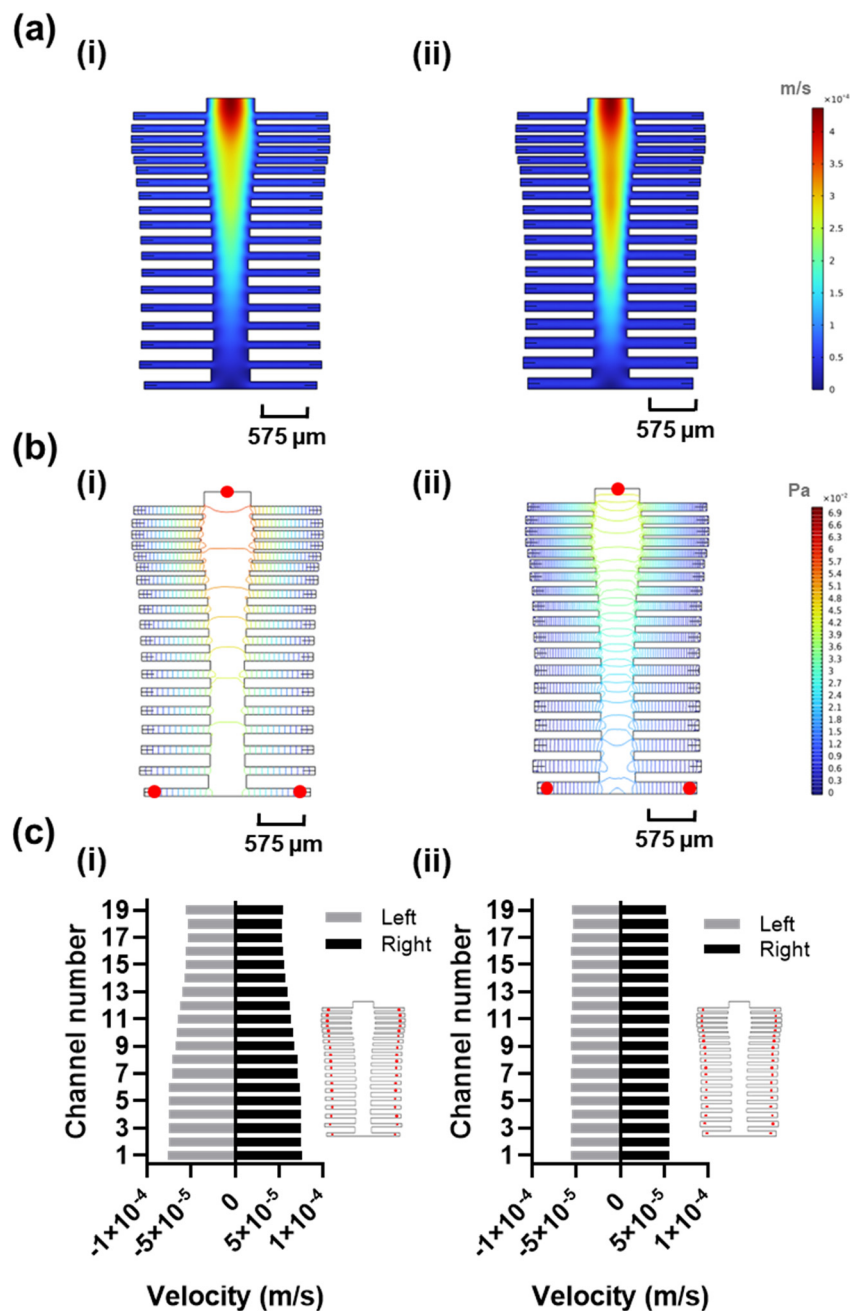 (a)
(i)
(ii)
m/s
×10⁻⁴
4
3.5
3
2.5
2
1.5
1
0.5
0
575 µm
575 µm
(b)
(i)
(ii)
Pa
×10⁻²
6.9
6.6
6.3
6
5.7
5.4
5.1
4.8
4.5
4.2
3.9
3.6
3.3
3
2.7
2.4
2.1
1.8
1.5
1.2
0.9
0.6
0.3
0
575 µm
575 µm
(c)
(i)
(ii)
Channel number
19
17
15
13
11
9
7
5
3
1
Left
Right
-1×10⁻⁴
-5×10⁻⁵
0
5×10⁻⁵
1×10⁻⁴
Velocity (m/s)
Channel number
19
17
15
13
11
9
7
5
3
1
Left
Right
-1×10⁻⁴
-5×10⁻⁵
0
5×10⁻⁵
1×10⁻⁴
Velocity (m/s)